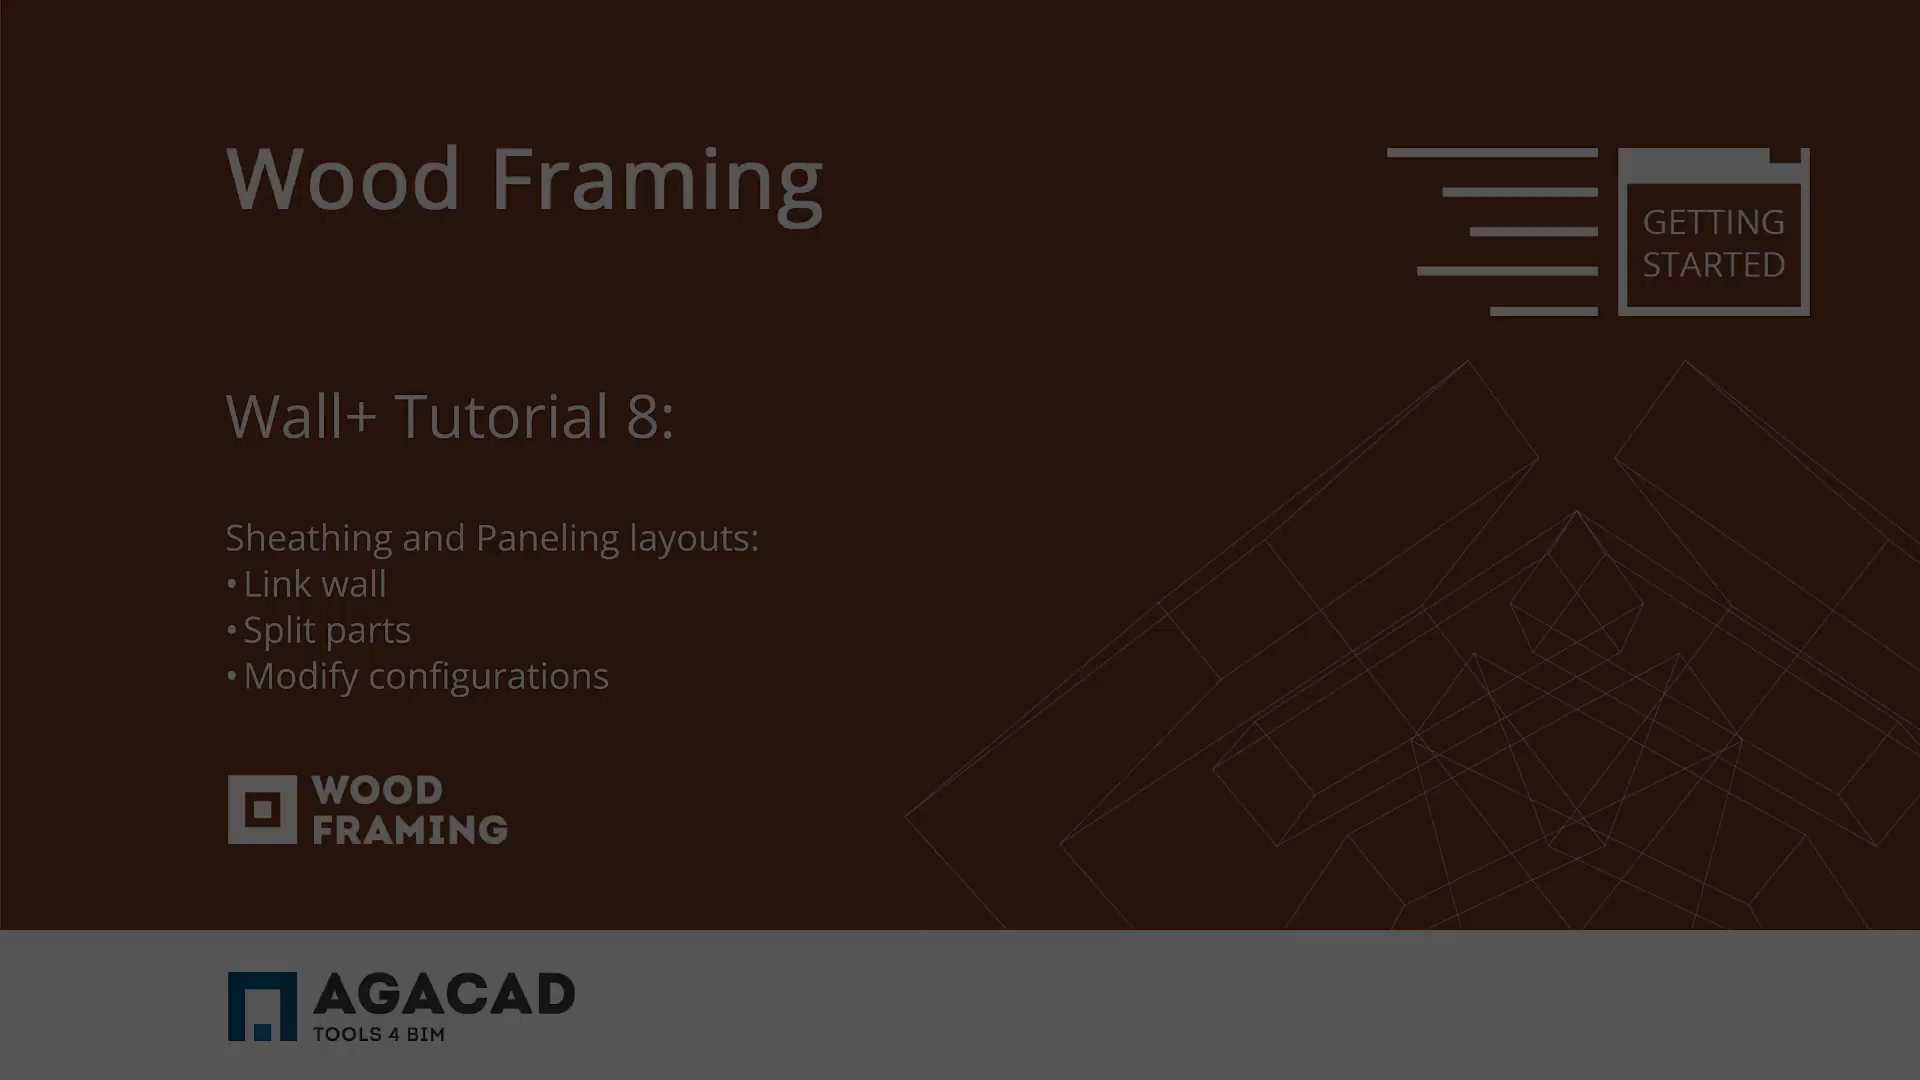 Wood Framing
GETTING
STARTED
Wall+ Tutorial 8:
Sheathing and Paneling layouts:
• Link wall
• Split parts
• Modify configurations
WOOD
FRAMING
AGACAD
TOOLS 4 BIM